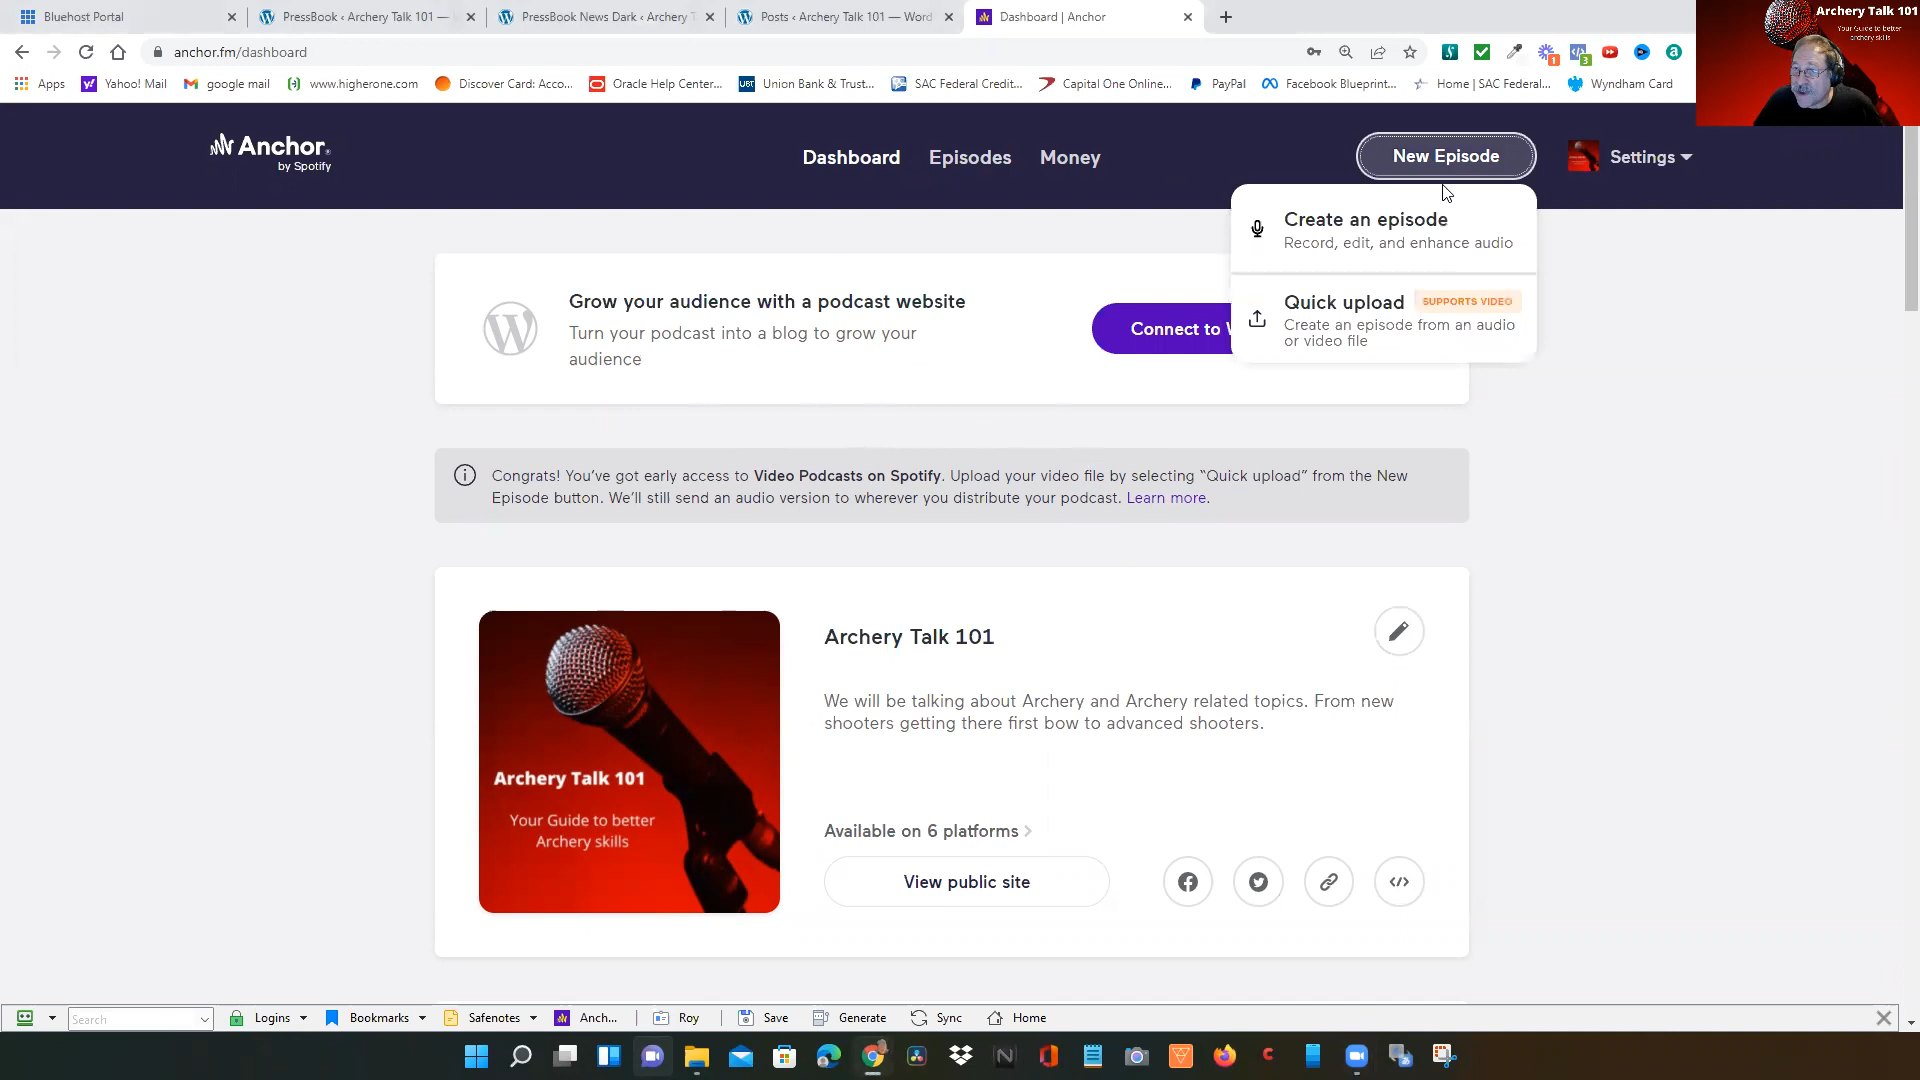 Bluehost Portal
PressBook ‹ Archery Talk 101 —
PressBook News Dark ‹ Archery T
Posts ‹ Archery Talk 101 — Word
Dashboard | Anchor
anchor.fm/dashboard
1
3
a
Apps
Yahoo! Mail
google mail
www.higherone.com
Discover Card: Acco...
Oracle Help Center...
UBT
Union Bank & Trust...
SAC Federal Credit...
Capital One Online...
PayPal
Facebook Blueprint...
Home | SAC Federal...
Wyndham Card
Archery Talk 101
Your Guide to better
archery skills
Anchor
by Spotify
Dashboard
Episodes
Money
New Episode
Settings
Create an episode
Record, edit, and enhance audio
Quick upload
SUPPORTS VIDEO
Create an episode from an audio
or video file
Grow your audience with a podcast website
Turn your podcast into a blog to grow your
audience
Connect to W
Congrats! You've got early access to Video Podcasts on Spotify. Upload your video file by selecting “Quick upload” from the New
Episode button. We'll still send an audio version to wherever you distribute your podcast. Learn more.
Archery Talk 101
Your Guide to better
Archery skills
Archery Talk 101
We will be talking about Archery and Archery related topics. From new
shooters getting there first bow to advanced shooters.
Available on 6 platforms
View public site
Search
Logins
Bookmarks
Safenotes
Anch...
Roy
Save
Generate
Sync
Home